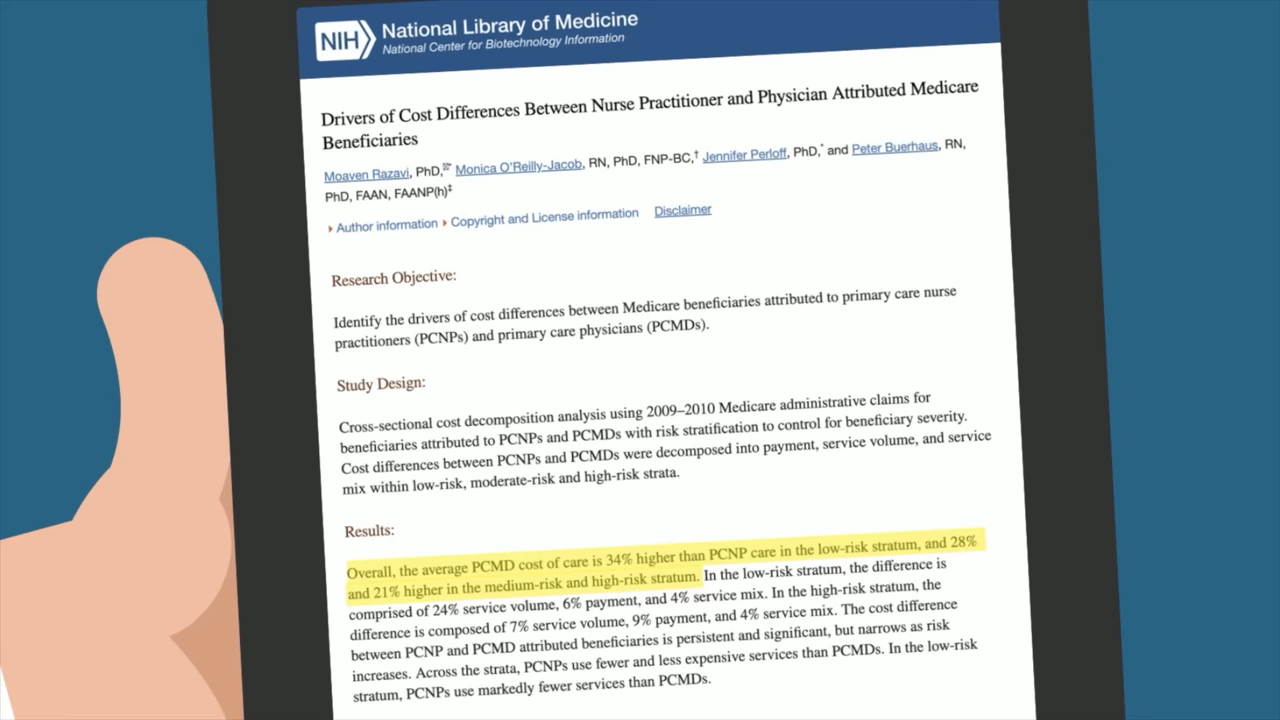 NIH
National Library of Medicine
National Center for Biotechnology Information
Drivers of Cost Differences Between Nurse Practitioner and Physician Attributed Medicare
Beneficiaries
Moaven Razavi, PhD,✉* Monica O'Reilly-Jacob, RN, PhD, FNP-BC,† Jennifer Perloff, PhD,* and Peter Buerhaus, RN,
PhD, FAAN, FAANP(h)‡
Author information Copyright and License information Disclaimer
Research Objective:
Identify the drivers of cost differences between Medicare beneficiaries attributed to primary care nurse
practitioners (PCNPs) and primary care physicians (PCMDs).
Study Design:
Cross-sectional cost decomposition analysis using 2009–2010 Medicare administrative claims for
beneficiaries attributed to PCNPs and PCMDs with risk stratification to control for beneficiary severity.
Cost differences between PCNPs and PCMDs were decomposed into payment, service volume, and service
mix within low-risk, moderate-risk and high-risk strata.
Results:
Overall, the average PCMD cost of care is 34% higher than PCNP care in the low-risk stratum, and 28%
and 21% higher in the medium-risk and high-risk stratum. In the low-risk stratum, the difference is
comprised of 24% service volume, 6% payment, and 4% service mix. In the high-risk stratum, the
difference is composed of 7% service volume, 9% payment, and 4% service mix. The cost difference
between PCNP and PCMD attributed beneficiaries is persistent and significant, but narrows as risk
increases. Across the strata, PCNPs use fewer and less expensive services than PCMDs. In the low-risk
stratum, PCNPs use markedly fewer services than PCMDs.